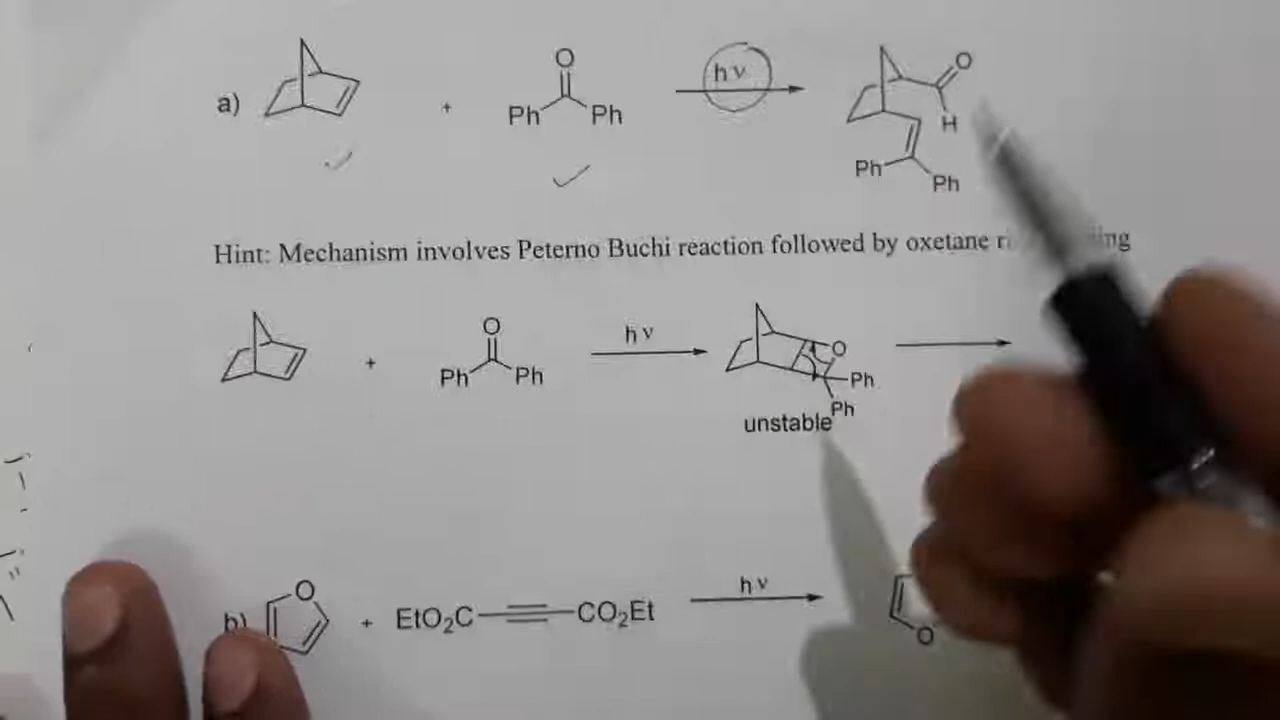 a) + O Ph Ph hν O H Ph Ph
Hint: Mechanism involves Peterno Buchi reaction followed by oxetane
+ O Ph Ph hν O Ph Ph
unstable
b) O + EtO₂C CO₂Et hν O